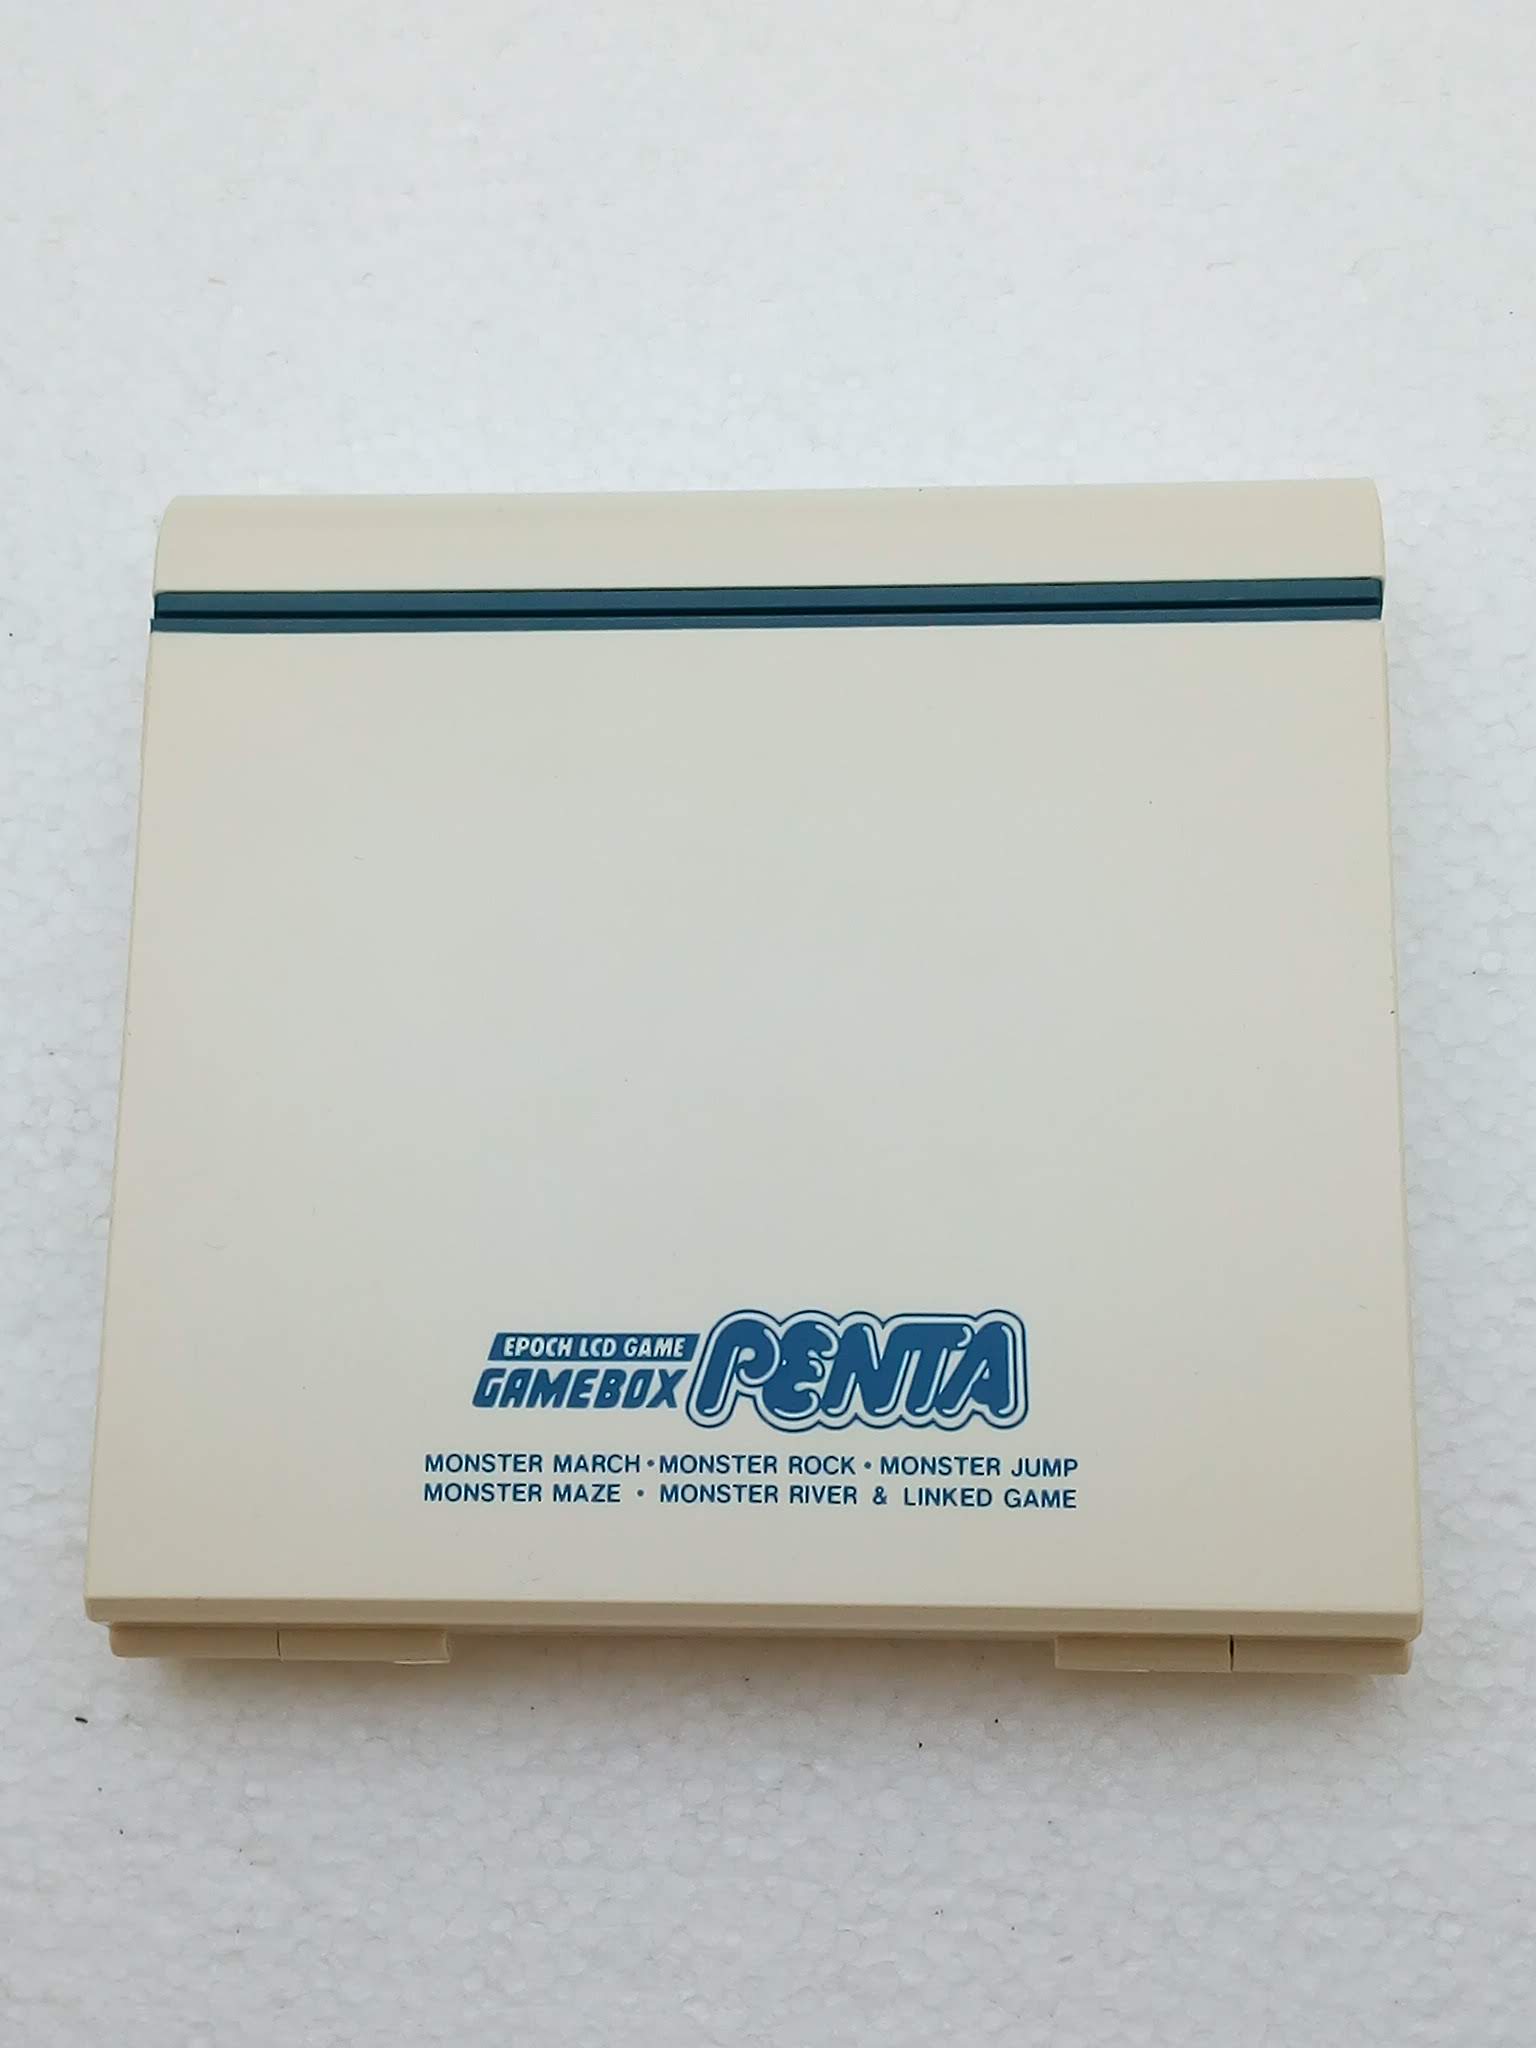 EPOCH LCD GAME
GAMEBOX PENTA
MONSTER MARCH・MONSTER ROCK・MONSTER JUMP
MONSTER MAZE ・ MONSTER RIVER & LINKED GAME